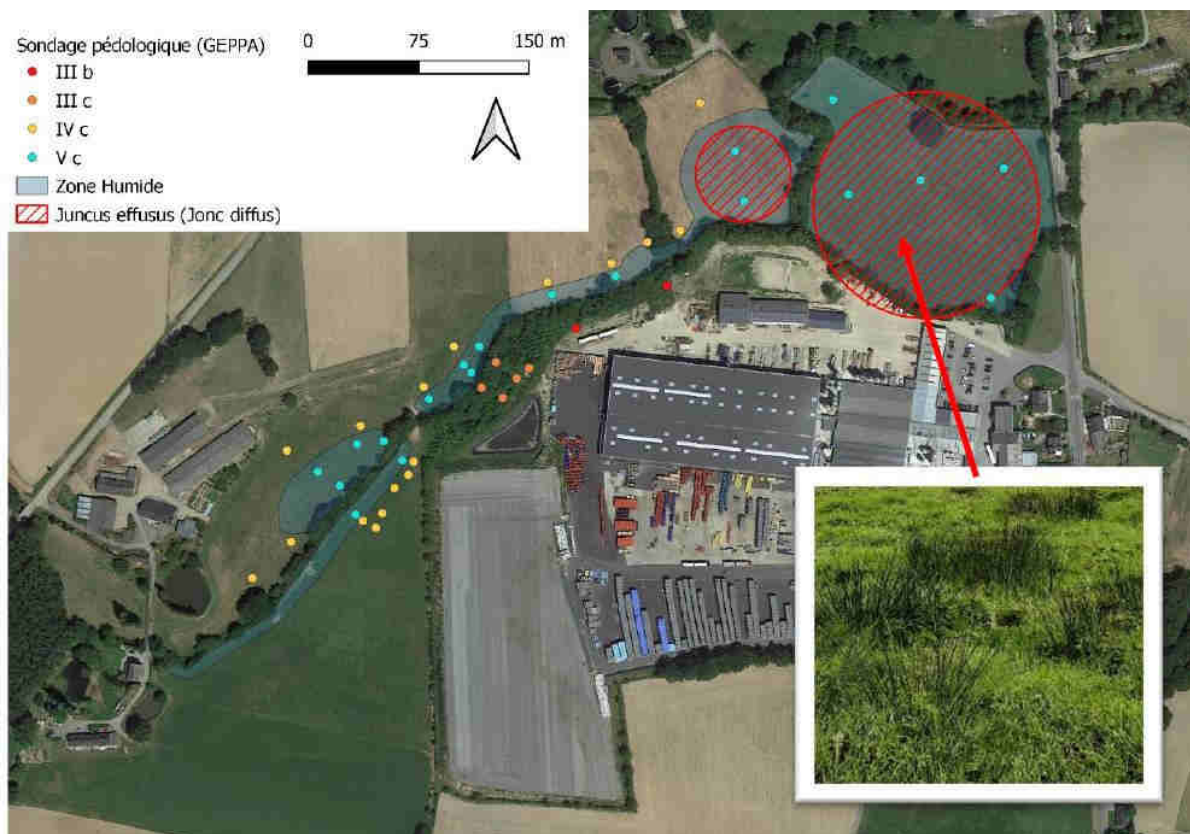 Sondage pédologique (GEPPA)
III b
III c
IV c
V c
Zone Humide
Juncus effusus (Jonc diffus)
0 75 150 m